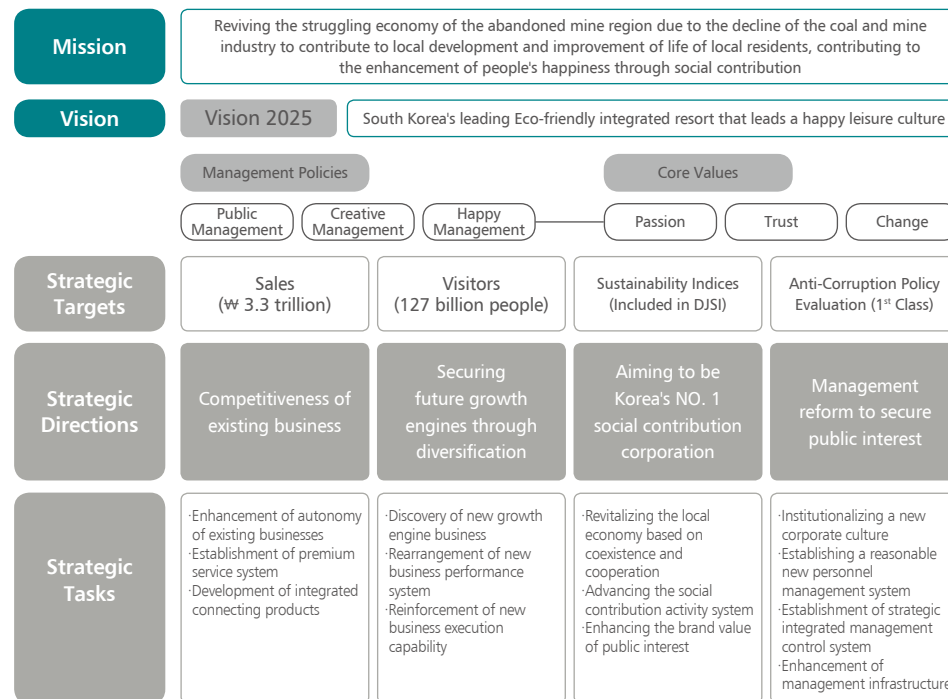 Mission
Reviving the struggling economy of the abandoned mine region due to the decline of the coal and mine
industry to contribute to local development and improvement of life of local residents, contributing to
the enhancement of people's happiness through social contribution
Vision
Vision 2025
South Korea's leading Eco-friendly integrated resort that leads a happy leisure culture
Management Policies
Core Values
Public
Management
Creative
Management
Happy
Management
Passion
Trust
Change
Strategic
Targets
Sales
(₩ 3.3 trillion)
Visitors
(127 billion people)
Sustainability Indices
(Included in DJSI)
Anti-Corruption Policy
Evaluation (1st Class)
Strategic
Directions
Competitiveness of
existing business
Securing
future growth
engines through
diversification
Aiming to be
Korea's NO. 1
social contribution
corporation
Management
reform to secure
public interest
Strategic
Tasks
·Enhancement of autonomy
of existing businesses
·Establishment of premium
service system
·Development of integrated
connecting products
·Discovery of new growth
engine business
·Rearrangement of new
business performance
system
·Reinforcement of new
business execution
capability
·Revitalizing the local
economy based on
coexistence and
cooperation
·Advancing the social
contribution activity system
·Enhancing the brand value
of public interest
·Institutionalizing a new
corporate culture
·Establishing a reasonable
new personnel
management system
·Establishment of strategic
integrated management
control system
·Enhancement of
management infrastructure